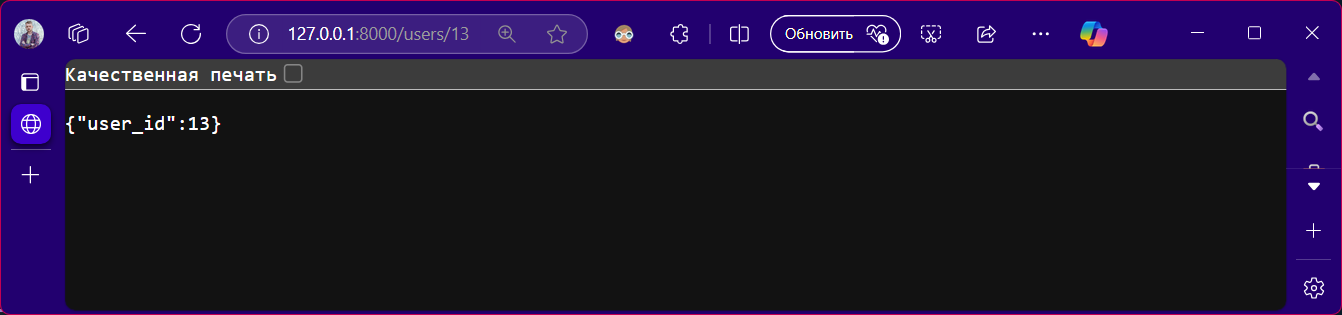 127.0.0.1:8000/users/13
Обновить
Качественная печать
{"user_id":13}